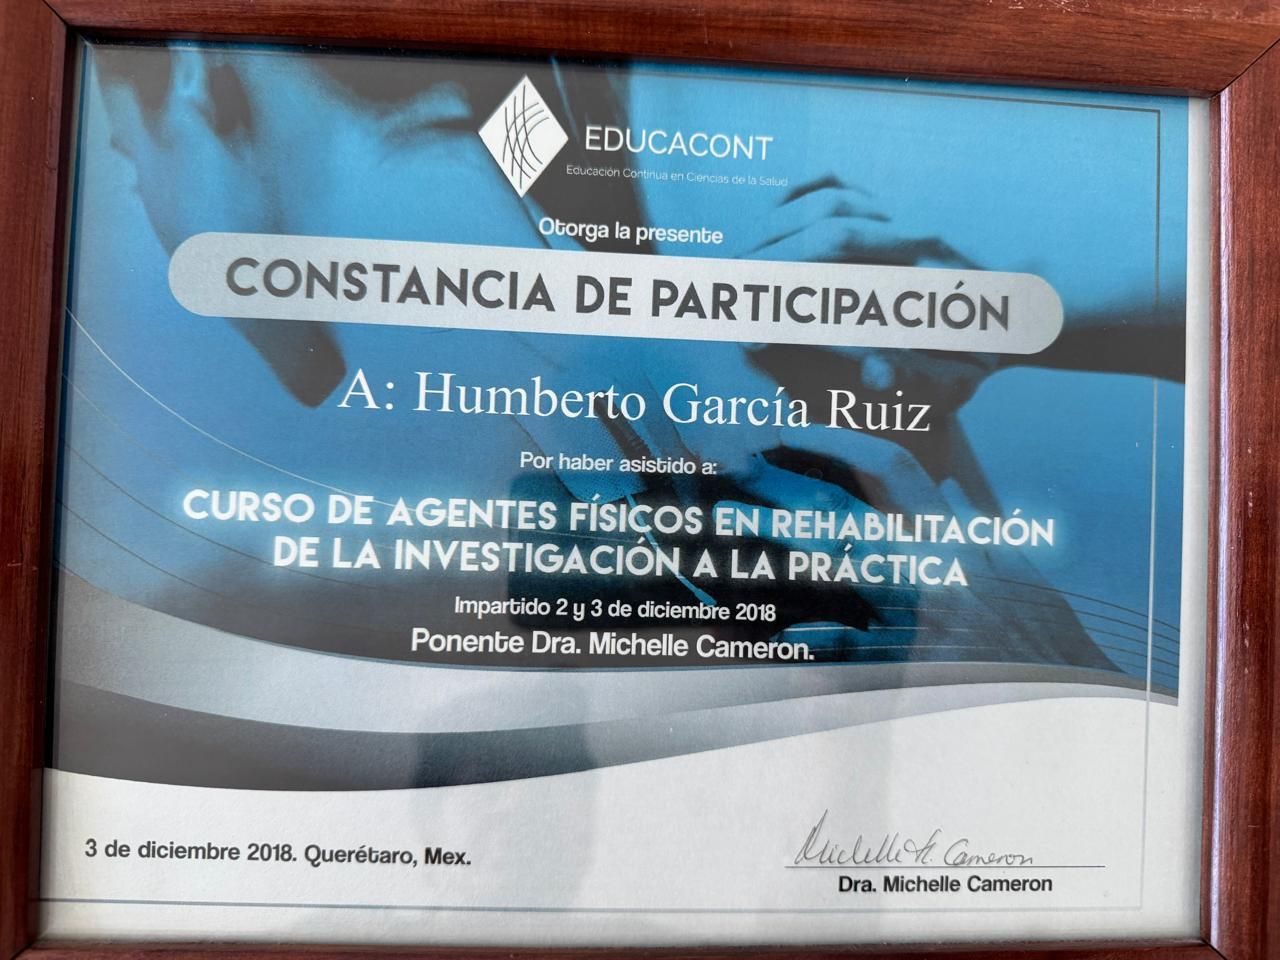 EDUCACONT
Educación Continua en Ciencias de la Salud
Otorga la presente
CONSTANCIA DE PARTICIPACIÓN
A: Humberto García Ruiz
Por haber asistido a:
CURSO DE AGENTES FÍSICOS EN REHABILITACIÓN
DE LA INVESTIGACIÓN A LA PRÁCTICA
Impartido 2 y 3 de diciembre 2018
Ponente Dra. Michelle Cameron.
3 de diciembre 2018. Querétaro, Mex.
Michelle H. Cameron
Dra. Michelle Cameron